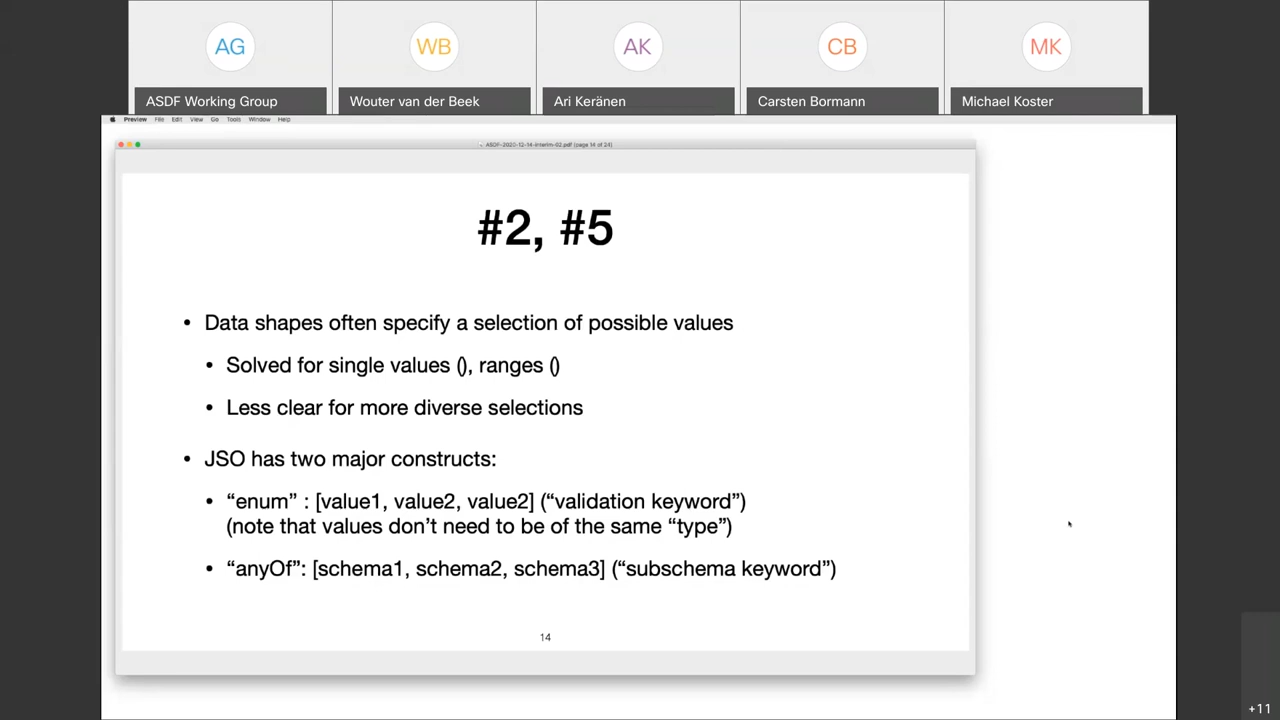 AG WB AK CB MK
ASDF Working Group Wouter van der Beek Ari Keränen Carsten Bormann Michael Koster
Preview File Edit View Go Tools Window Help
ASDF-2020-12-14-interim-02.pdf (page 14 of 24)
#2, #5
• Data shapes often specify a selection of possible values
• Solved for single values (), ranges ()
• Less clear for more diverse selections
• JSO has two major constructs:
• “enum” : [value1, value2, value2] (“validation keyword”)
(note that values don’t need to be of the same “type”)
• “anyOf”: [schema1, schema2, schema3] (“subschema keyword”)
14
+11